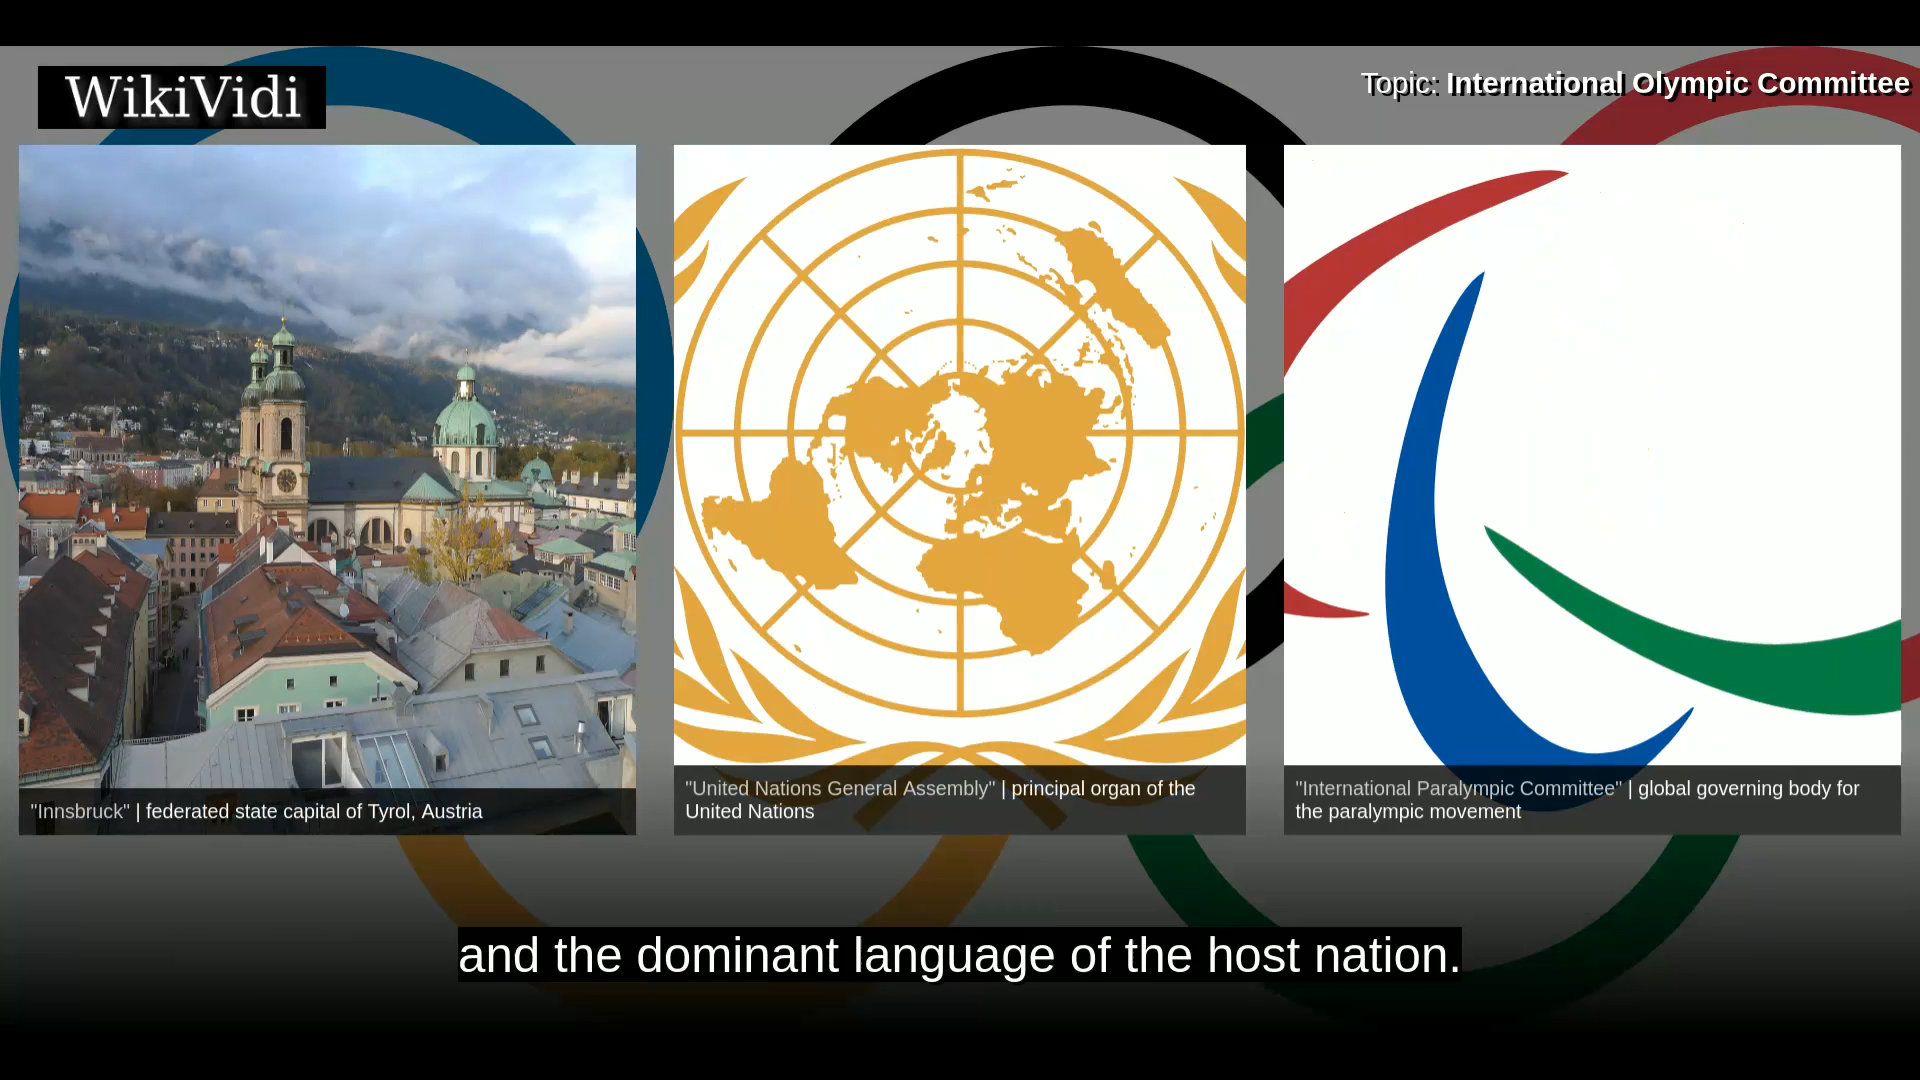 WikiVidi
Topic: International Olympic Committee
"Innsbruck" | federated state capital of Tyrol, Austria
"United Nations General Assembly" | principal organ of the
United Nations
"International Paralympic Committee" | global governing body for
the paralympic movement
and the dominant language of the host nation.